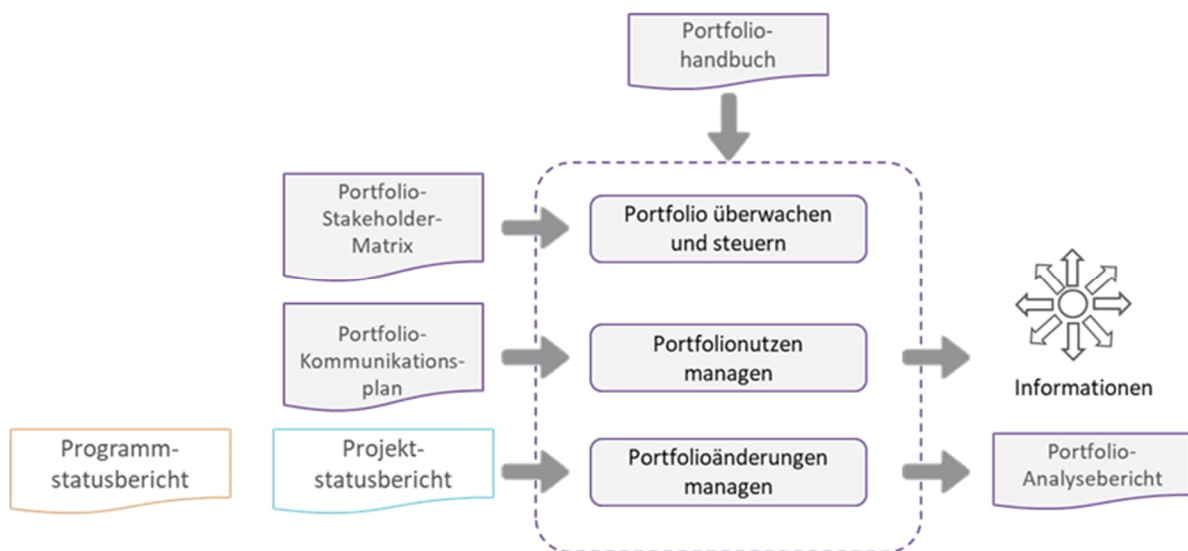 Portfolio-
handbuch
Portfolio-
Stakeholder-
Matrix
Portfolio überwachen
und steuern
Portfolio-
Kommunikations-
plan
Portfolionutzen
managen
Informationen
Programm-
statusbericht
Projekt-
statusbericht
Portfolioänderungen
managen
Portfolio-
Analysebericht